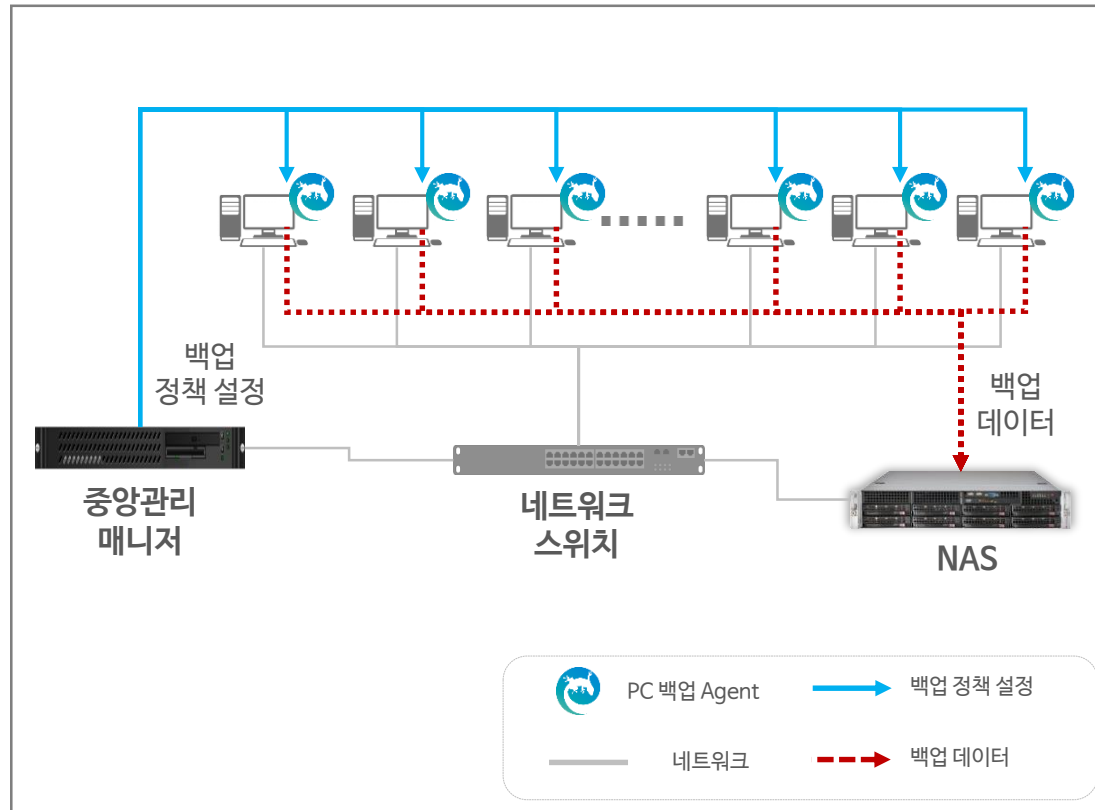 백업
정책 설정
백업
데이터
중앙관리
매니저
네트워크
스위치
NAS
PC 백업 Agent
백업 정책 설정
네트워크
백업 데이터